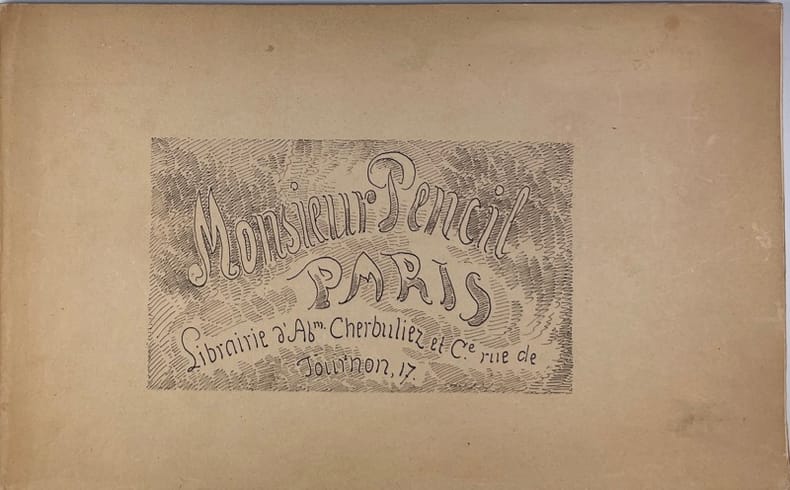 Monsieur Pencil
PARIS
Librairie d'Abm. Cherbuliez et Ce rue de
Tournon, 17.